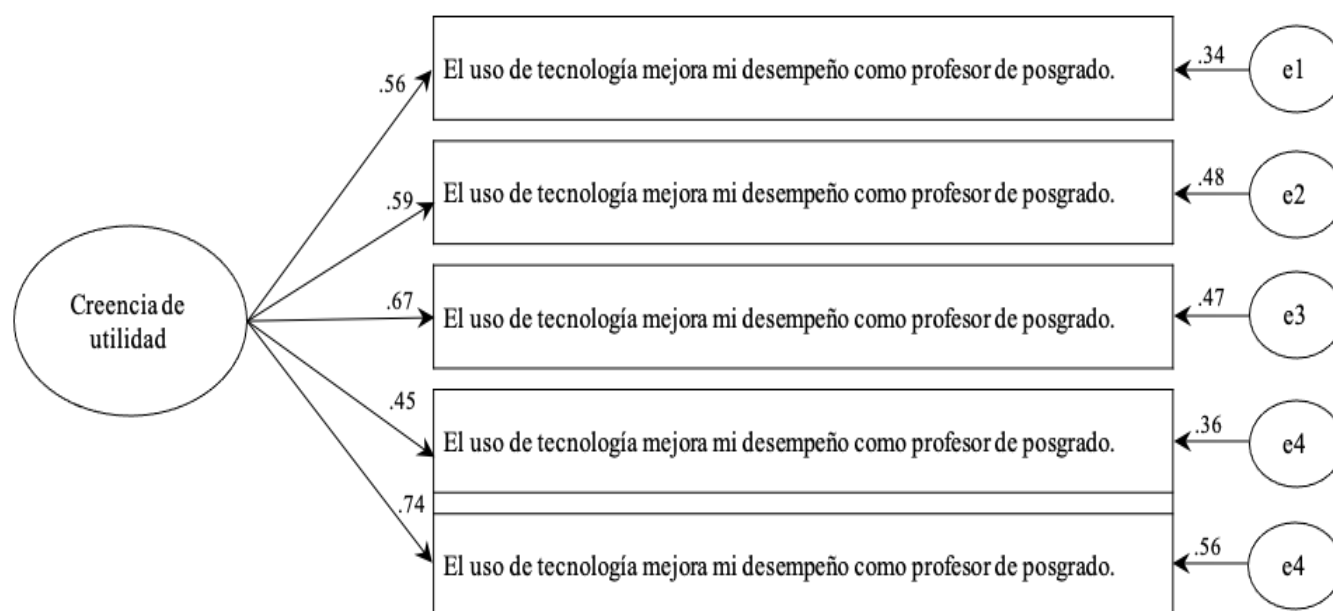 El uso de tecnología mejora mi desempeño como profesor de posgrado.
.34
e1
.56
El uso de tecnología mejora mi desempeño como profesor de posgrado.
.48
e2
.59
Creencia de
utilidad
.67
El uso de tecnología mejora mi desempeño como profesor de posgrado.
.47
e3
.45
El uso de tecnología mejora mi desempeño como profesor de posgrado.
.36
e4
.74
El uso de tecnología mejora mi desempeño como profesor de posgrado.
.56
e4